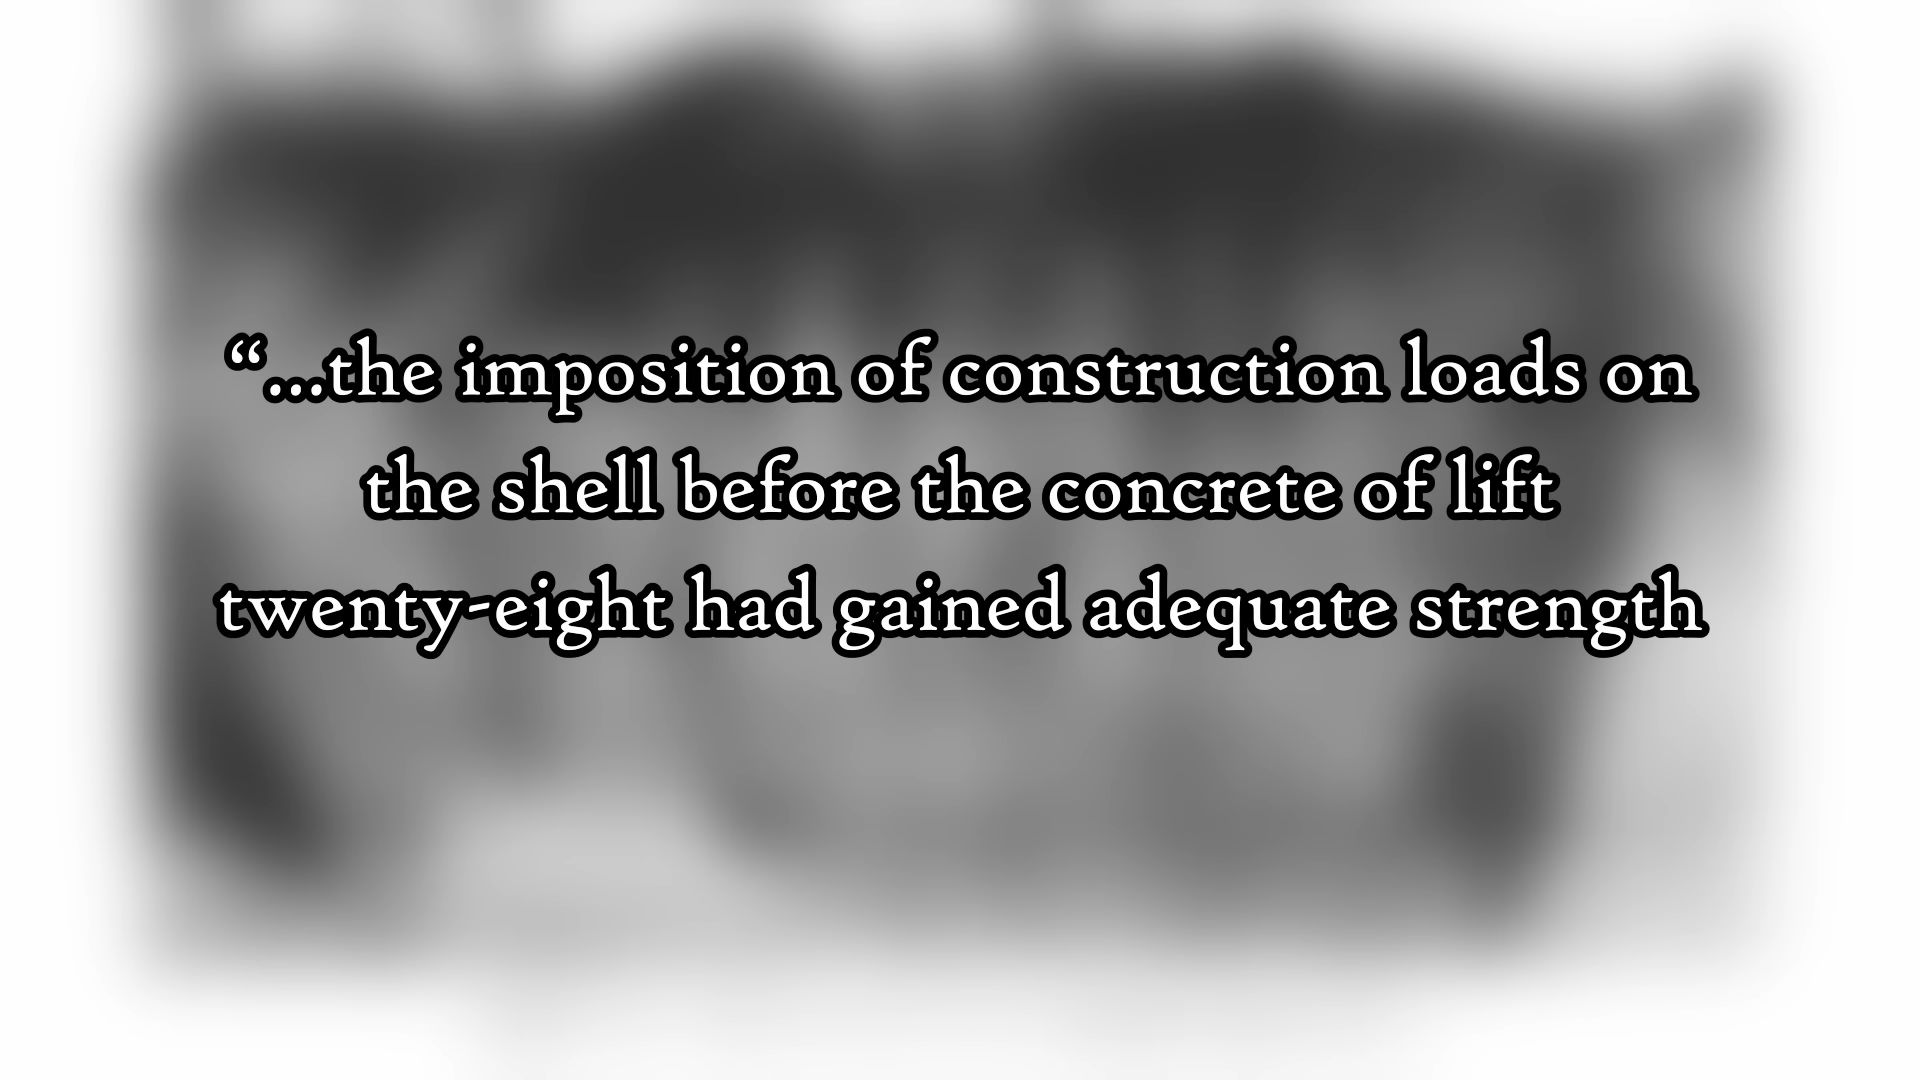 “...the imposition of construction loads on
the shell before the concrete of lift
twenty-eight had gained adequate strength